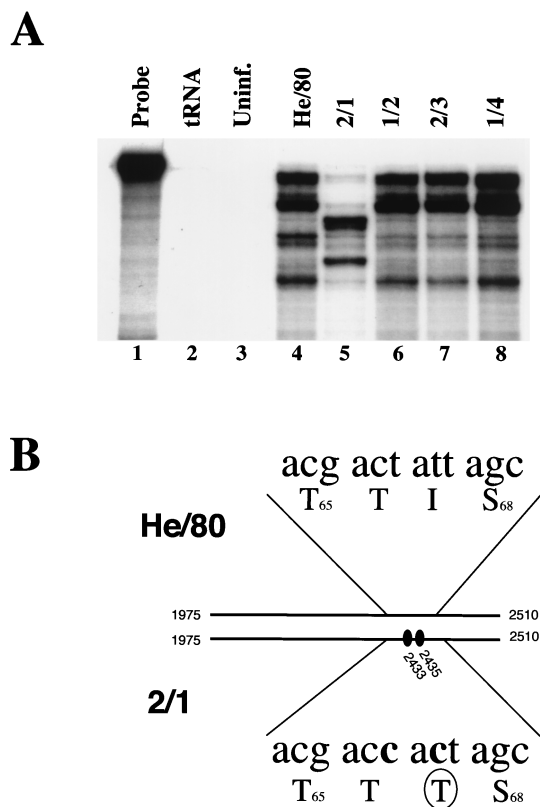 A
Probe tRNA Uninf. He/80 2/1 1/2 2/3 1/4
1 2 3 4 5 6 7 8
B
acg act att agc
T65 T I S68
He/80
1975 2510
1975 2510
2433 2435
2/1
acg acc act agc
T65 T T S68